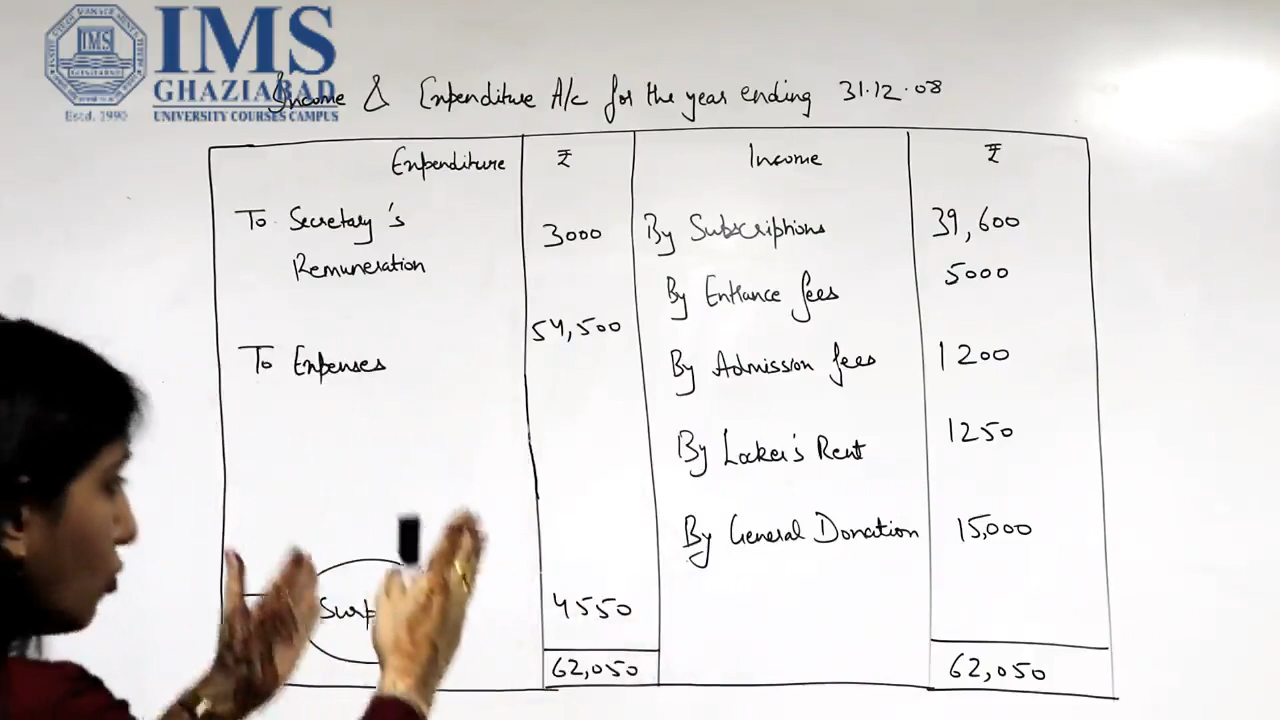 IMS
GHAZIABAD
Estd. 1990
UNIVERSITY COURSES CAMPUS
Income & Expenditure A/c for the year ending 31.12.08
Expenditure ₹ Income ₹
To Secretary's Remuneration 3000 By Subscriptions 39,600
By Entrance fees 5000
To Expenses 54,500 By Admission fees 1200
By Locker's Rent 1250
By General Donation 15,000
4550
62,050 62,050